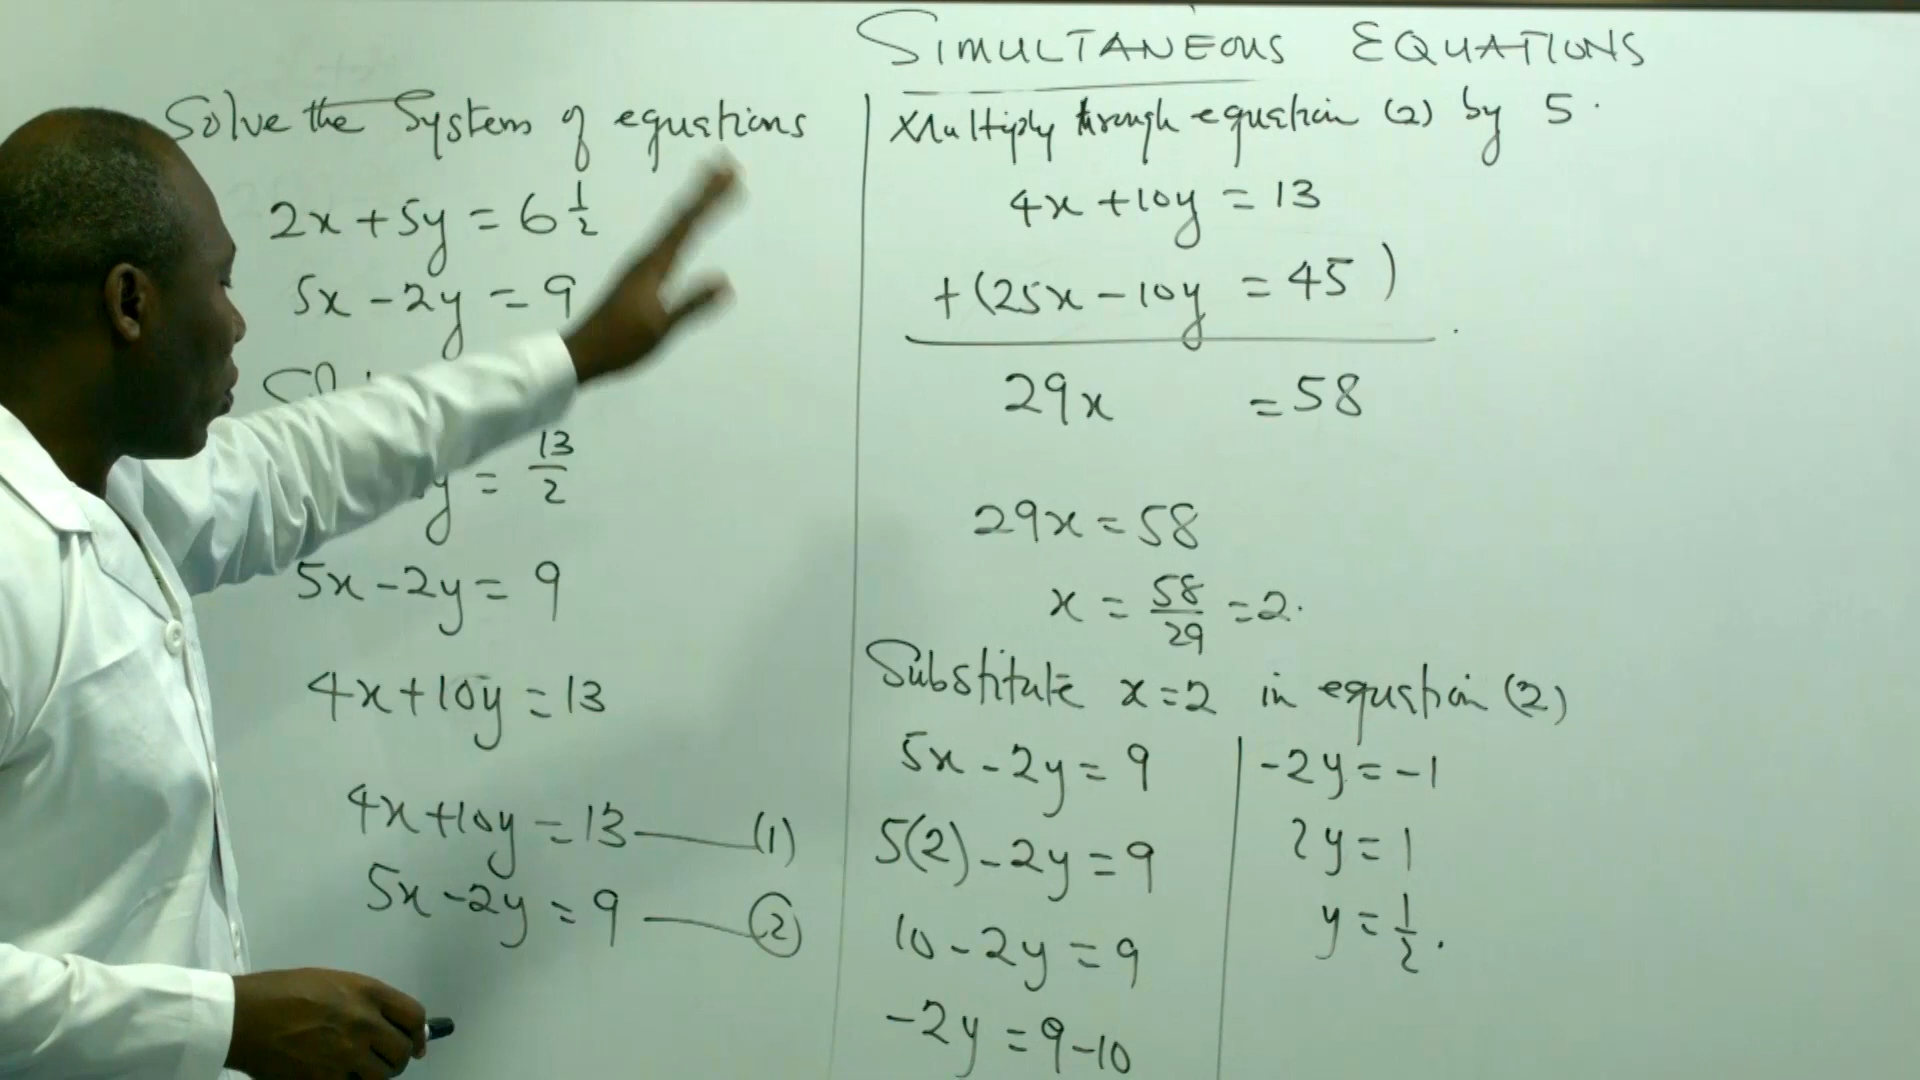 SIMULTANEOUS EQUATIONS
Solve the System of equations
2x + 5y = 6 1/2
5x - 2y = 9
y = 13/2
5x - 2y = 9
4x + 10y = 13
4x + 10y = 13 — (1)
5x - 2y = 9 — (2)
Multiply through equation (2) by 5.
4x + 10y = 13
+(25x - 10y = 45)
29x = 58
29x = 58
x = 58/29 = 2.
Substitute x = 2 in equation (2)
5x - 2y = 9
5(2) - 2y = 9
10 - 2y = 9
-2y = 9 - 10
-2y = -1
2y = 1
y = 1/2.